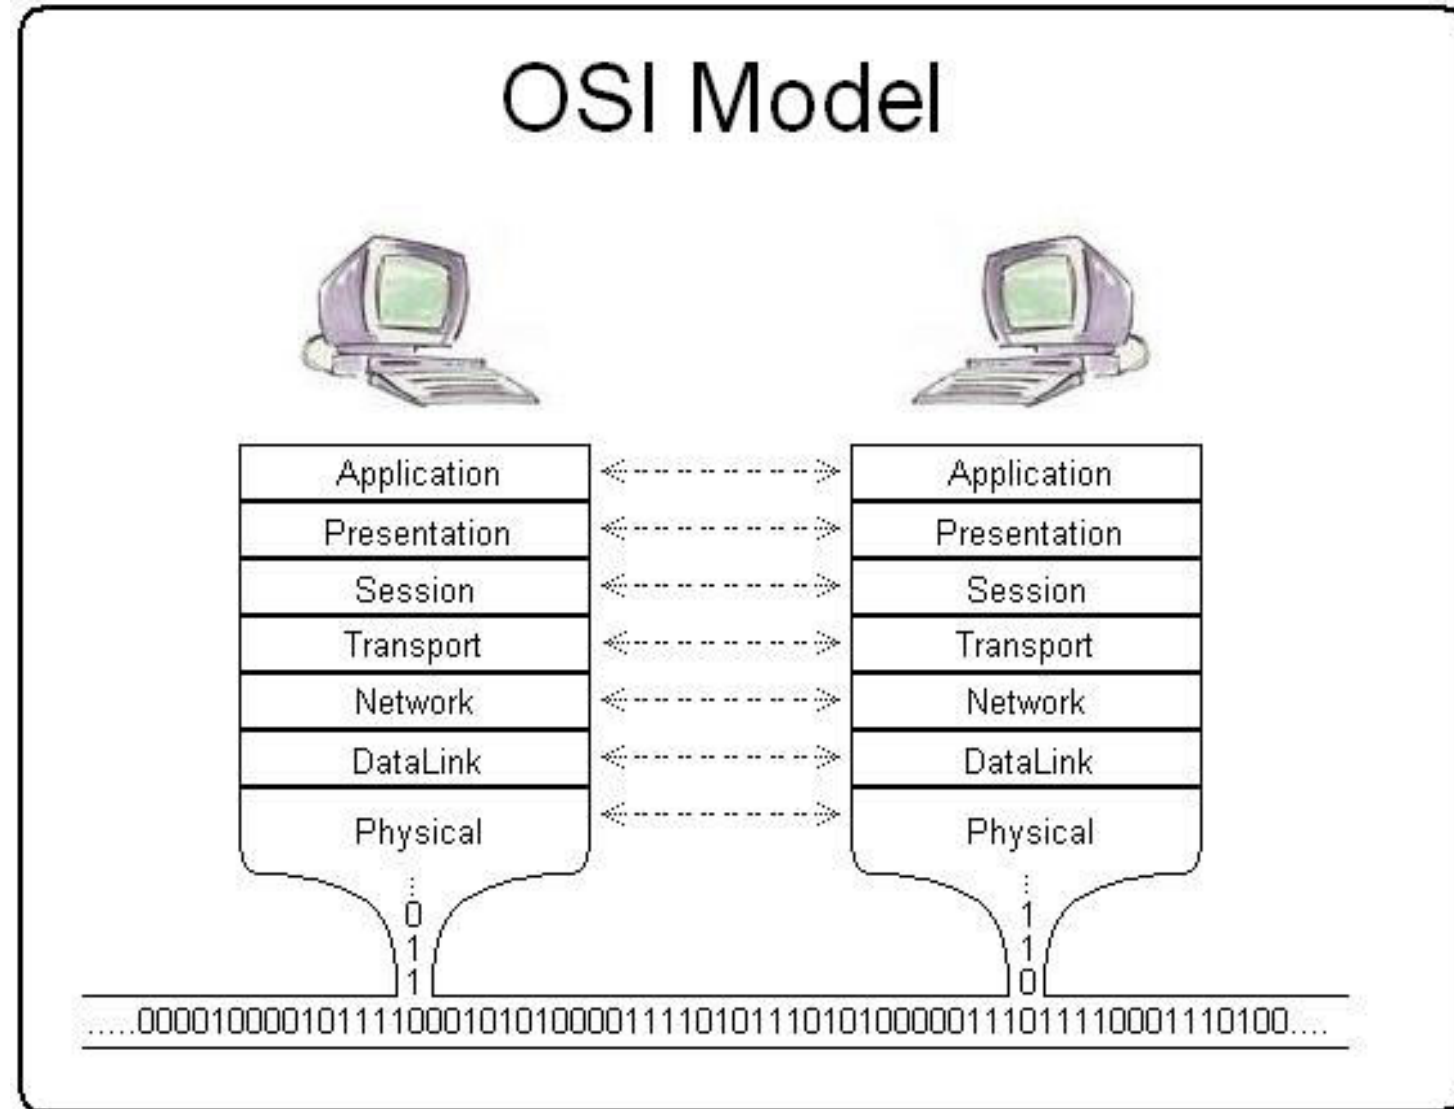 OSI Model
Application Application
Presentation Presentation
Session Session
Transport Transport
Network Network
DataLink DataLink
Physical Physical
0 1
1 1
1 0
.....0000100001011110001010100001111010111010100000111011110001110100....